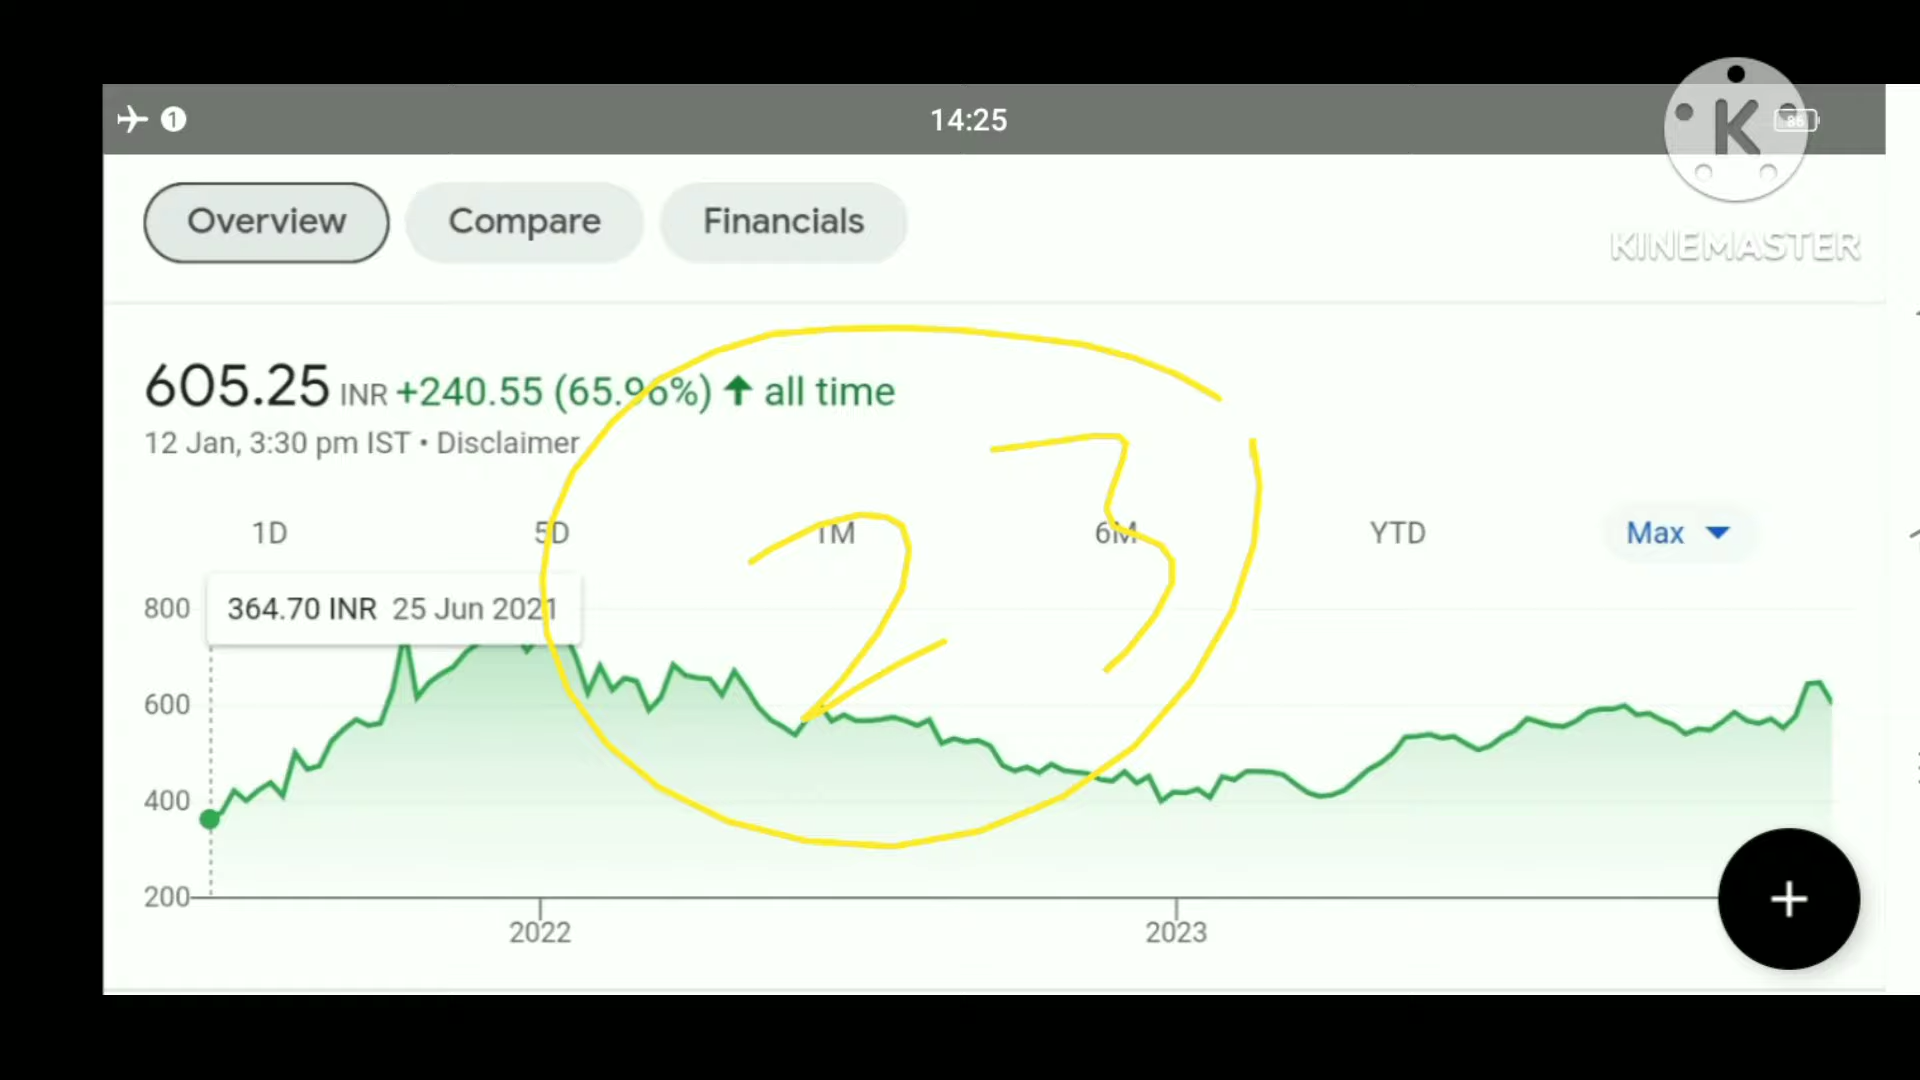 1 14:25 86
K
KINEMASTER
Overview Compare Financials
605.25 INR +240.55 (65.96%) ↑ all time
12 Jan, 3:30 pm IST • Disclaimer
23
1D 5D 1M 6M YTD Max
364.70 INR 25 Jun 2021
800
600
400
200
2022 2023
+